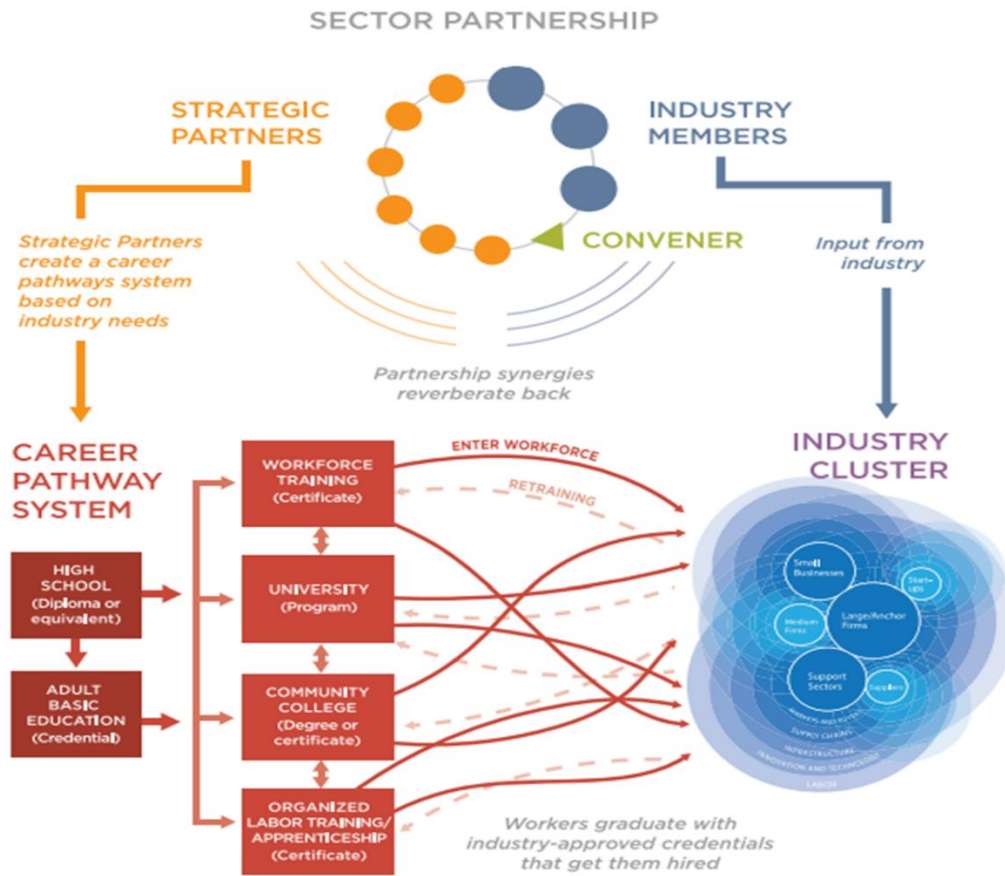 SECTOR PARTNERSHIP
STRATEGIC
PARTNERS
INDUSTRY
MEMBERS
CONVENER
Strategic Partners
create a career
pathways system
based on
industry needs
Input from
industry
Partnership synergies
reverberate back
CAREER
PATHWAY
SYSTEM
HIGH
SCHOOL
(Diploma or
equivalent)
ADULT
BASIC
EDUCATION
(Credential)
WORKFORCE
TRAINING
(Certificate)
UNIVERSITY
(Program)
COMMUNITY
COLLEGE
(Degree or
certificate)
ORGANIZED
LABOR TRAINING/
APPRENTICESHIP
(Certificate)
ENTER WORKFORCE
RETRAINING
INDUSTRY
CLUSTER
Small
Businesses
Start-
Large/Anchor
Firms
Medium
Firms
Support
Sectors
Suppliers
MARKETS AND
SUPPLY CHAINS
INFRASTRUCTURE
INNOVATION AND TECHNOLOGY
LABOR
Workers graduate with
industry-approved credentials
that get them hired